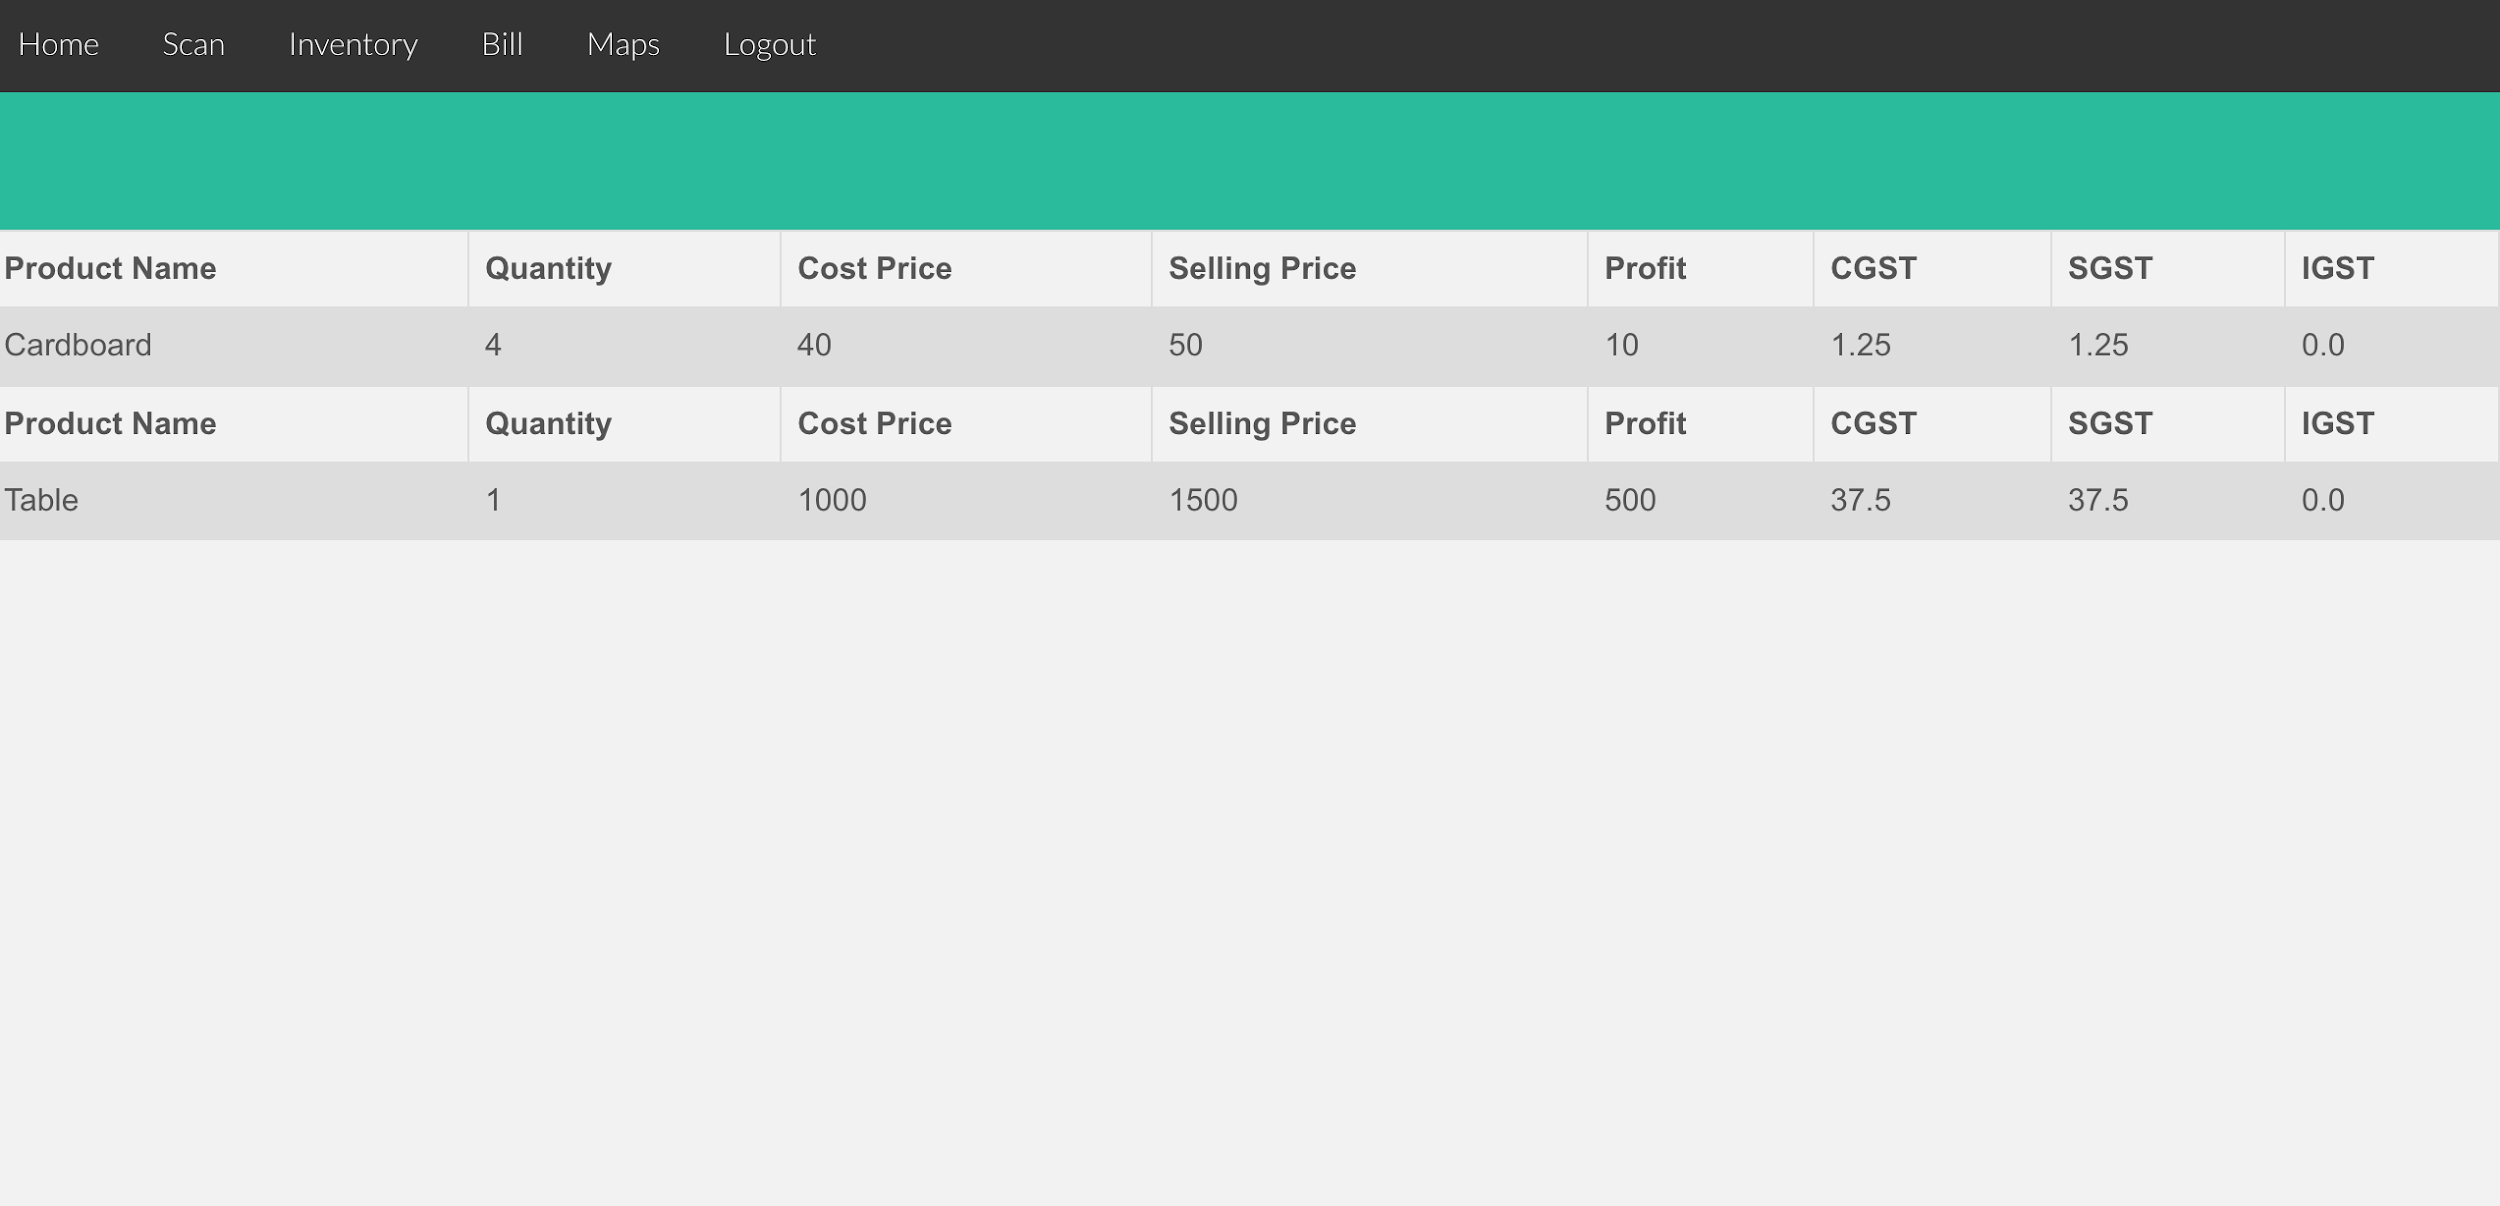 Home Scan Inventory Bill Maps Logout
Product Name Quantity Cost Price Selling Price Profit CGST SGST IGST
Cardboard 4 40 50 10 1.25 1.25 0.0
Product Name Quantity Cost Price Selling Price Profit CGST SGST IGST
Table 1 1000 1500 500 37.5 37.5 0.0